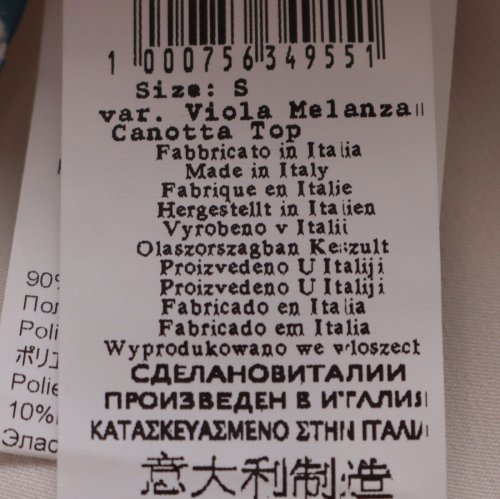 1 000756 349551
Size: S
var. Viola Melanza
Canotta Top
Fabbricato in Italia
Made in Italy
Fabrique en Italie
Hergestellt in Italien
Vyrobeno v Italii
Olaszorszagban Keszult
Proizvedeno U Italiji
Proizvedeno U Italiji
Fabricado en Italia
Fabricado em Italia
Wyprodukowano we wloszech
СДЕЛАНОВИТАЛИИ
ПРОИЗВЕДЕН В ИТАЛИЯ
ΚΑΤΑΣΚΕΥΑΣΜΕΝΟ ΣΤΗΝ ΙΤΑΛΙ
意大利制造
90%
Пол
Polie
ポリエ
Polie
10%
Элас